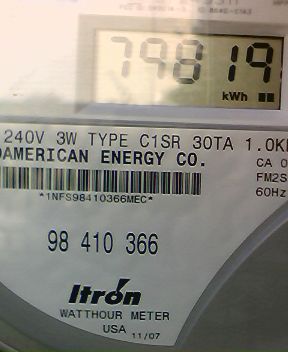 79819
kWh
240V 3W TYPE C1SR 30TA 1.0K
AMERICAN ENERGY CO.
CA 0
*1NFS98410366MEC*
FM2S
60Hz
98 410 366
Itron
WATTHOUR METER
USA 11/07